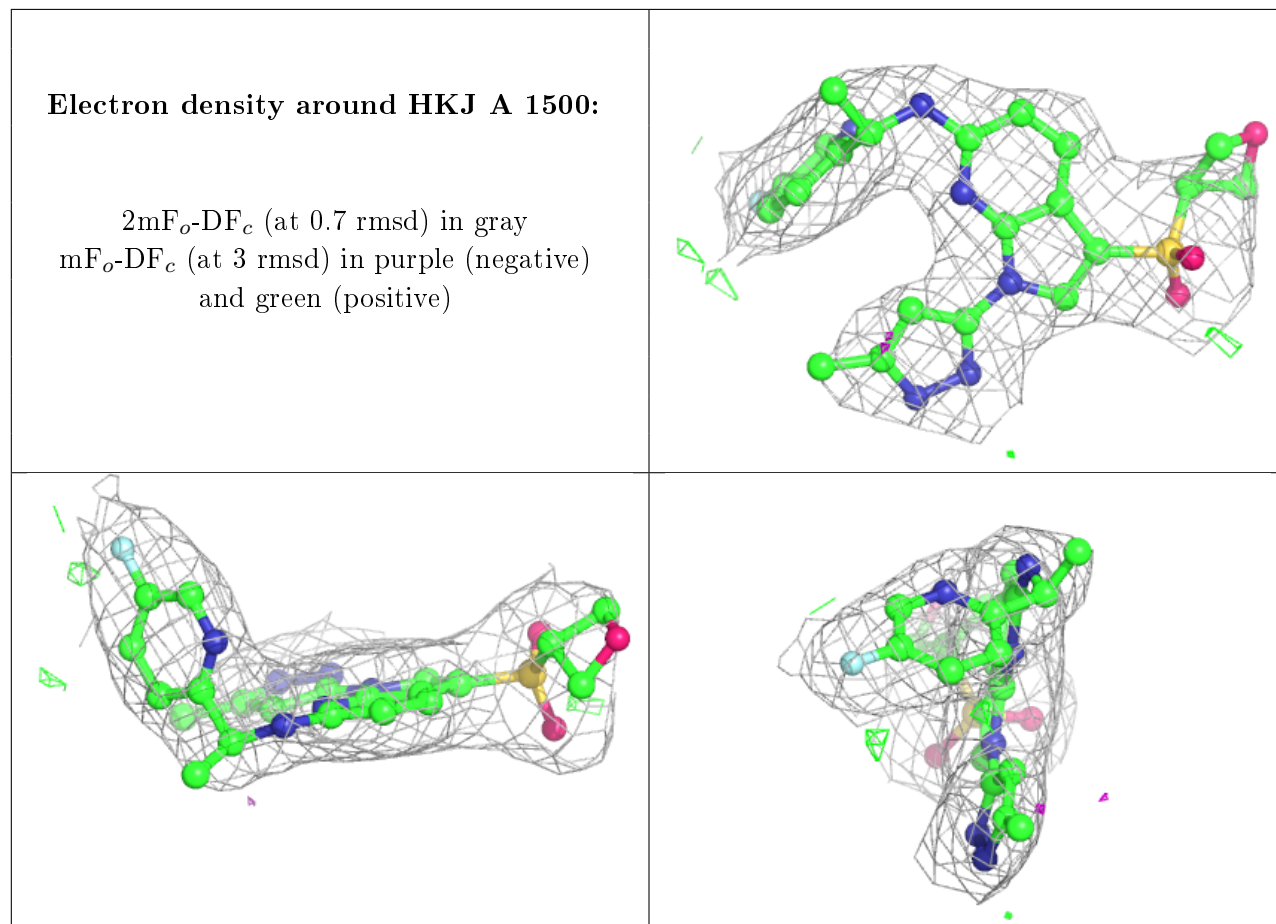 Electron density around HKJ A 1500:
2mFo-DFc (at 0.7 rmsd) in gray
mFo-DFc (at 3 rmsd) in purple (negative)
and green (positive)